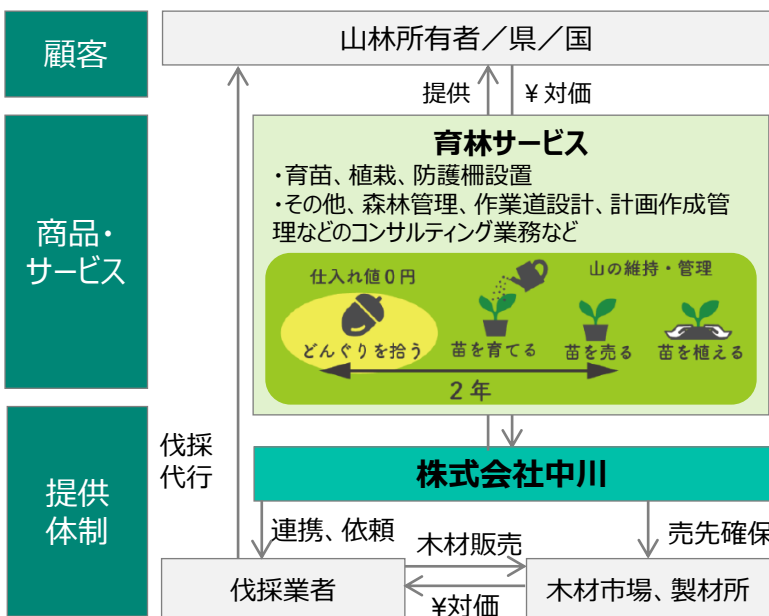 顧客
山林所有者／県／国
提供
¥対価
商品・
サービス
育林サービス
・育苗、植栽、防護柵設置
・その他、森林管理、作業道設計、計画作成管
理などのコンサルティング業務など
仕入れ値０円
山の維持・管理
どんぐりを拾う
苗を育てる
苗を売る
苗を植える
２年
提供
体制
伐採
代行
株式会社中川
連携、依頼
木材販売
売先確保
伐採業者
¥対価
木材市場、製材所